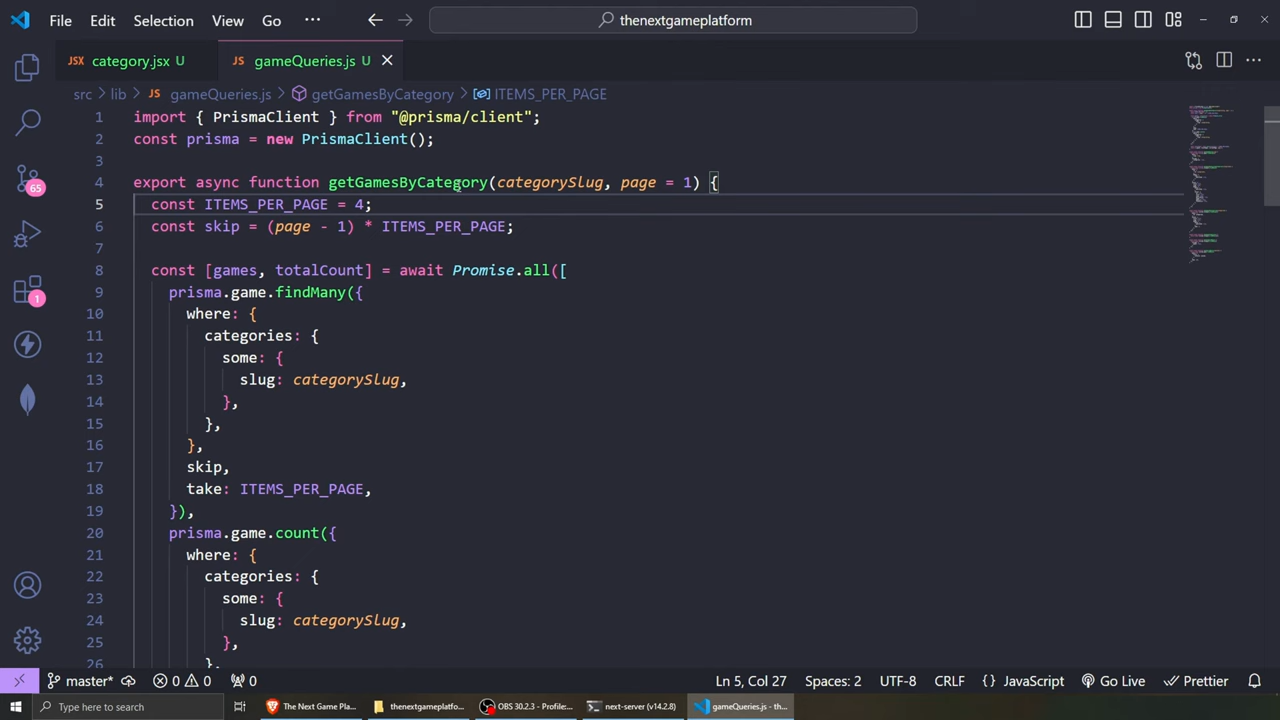 File Edit Selection View Go ··· thenextgameplatform
category.jsx U gameQueries.js U
src > lib > JS gameQueries.js > getGamesByCategory > ITEMS_PER_PAGE
1 import { PrismaClient } from "@prisma/client";
2 const prisma = new PrismaClient();
3
4 export async function getGamesByCategory(categorySlug, page = 1) {
5 const ITEMS_PER_PAGE = 4;
6 const skip = (page - 1) * ITEMS_PER_PAGE;
7
8 const [games, totalCount] = await Promise.all([
9 prisma.game.findMany({
10 where: {
11 categories: {
12 some: {
13 slug: categorySlug,
14 },
15 },
16 },
17 skip,
18 take: ITEMS_PER_PAGE,
19 }),
20 prisma.game.count({
21 where: {
22 categories: {
23 some: {
24 slug: categorySlug,
25 },
26 },
65
1
master* 0 0 0 Ln 5, Col 27 Spaces: 2 UTF-8 CRLF {} JavaScript Go Live Prettier
Type here to search The Next Game Pla... thenextgameplatfo... OBS 30.2.3 - Profile:... next-server (v14.2.8) gameQueries.js - th...